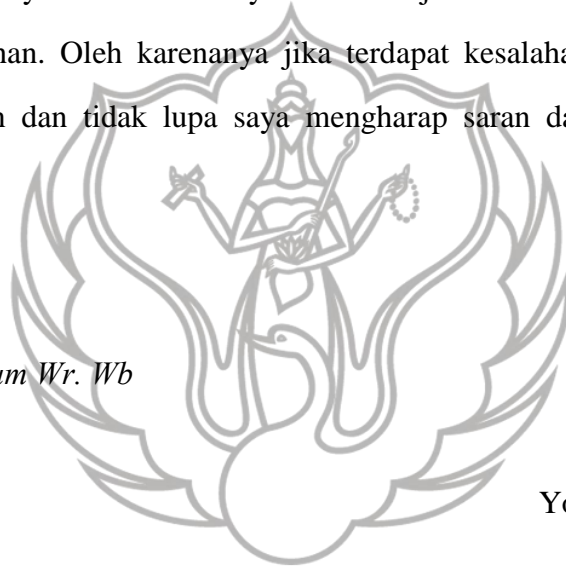 nan. Oleh karenanya jika terdapat kesalaha
n dan tidak lupa saya mengharap saran da
um Wr. Wb
Yo